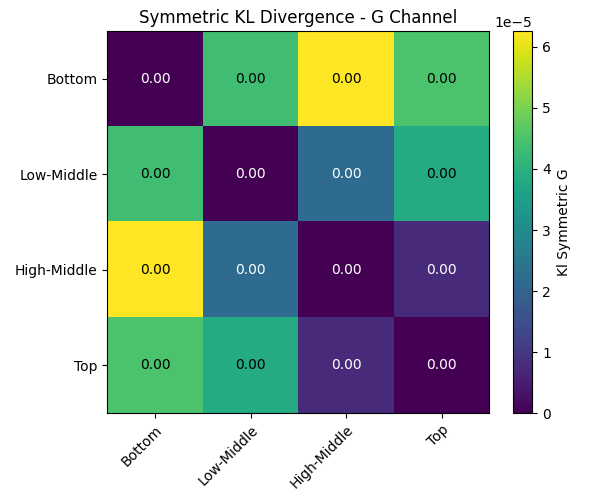 Symmetric KL Divergence - G Channel
1e−5
Bottom 0.00 0.00 0.00 0.00
Low-Middle 0.00 0.00 0.00 0.00
High-Middle 0.00 0.00 0.00 0.00
Top 0.00 0.00 0.00 0.00
Bottom Low-Middle High-Middle Top
6
5
4
3
2
1
0
Kl Symmetric G